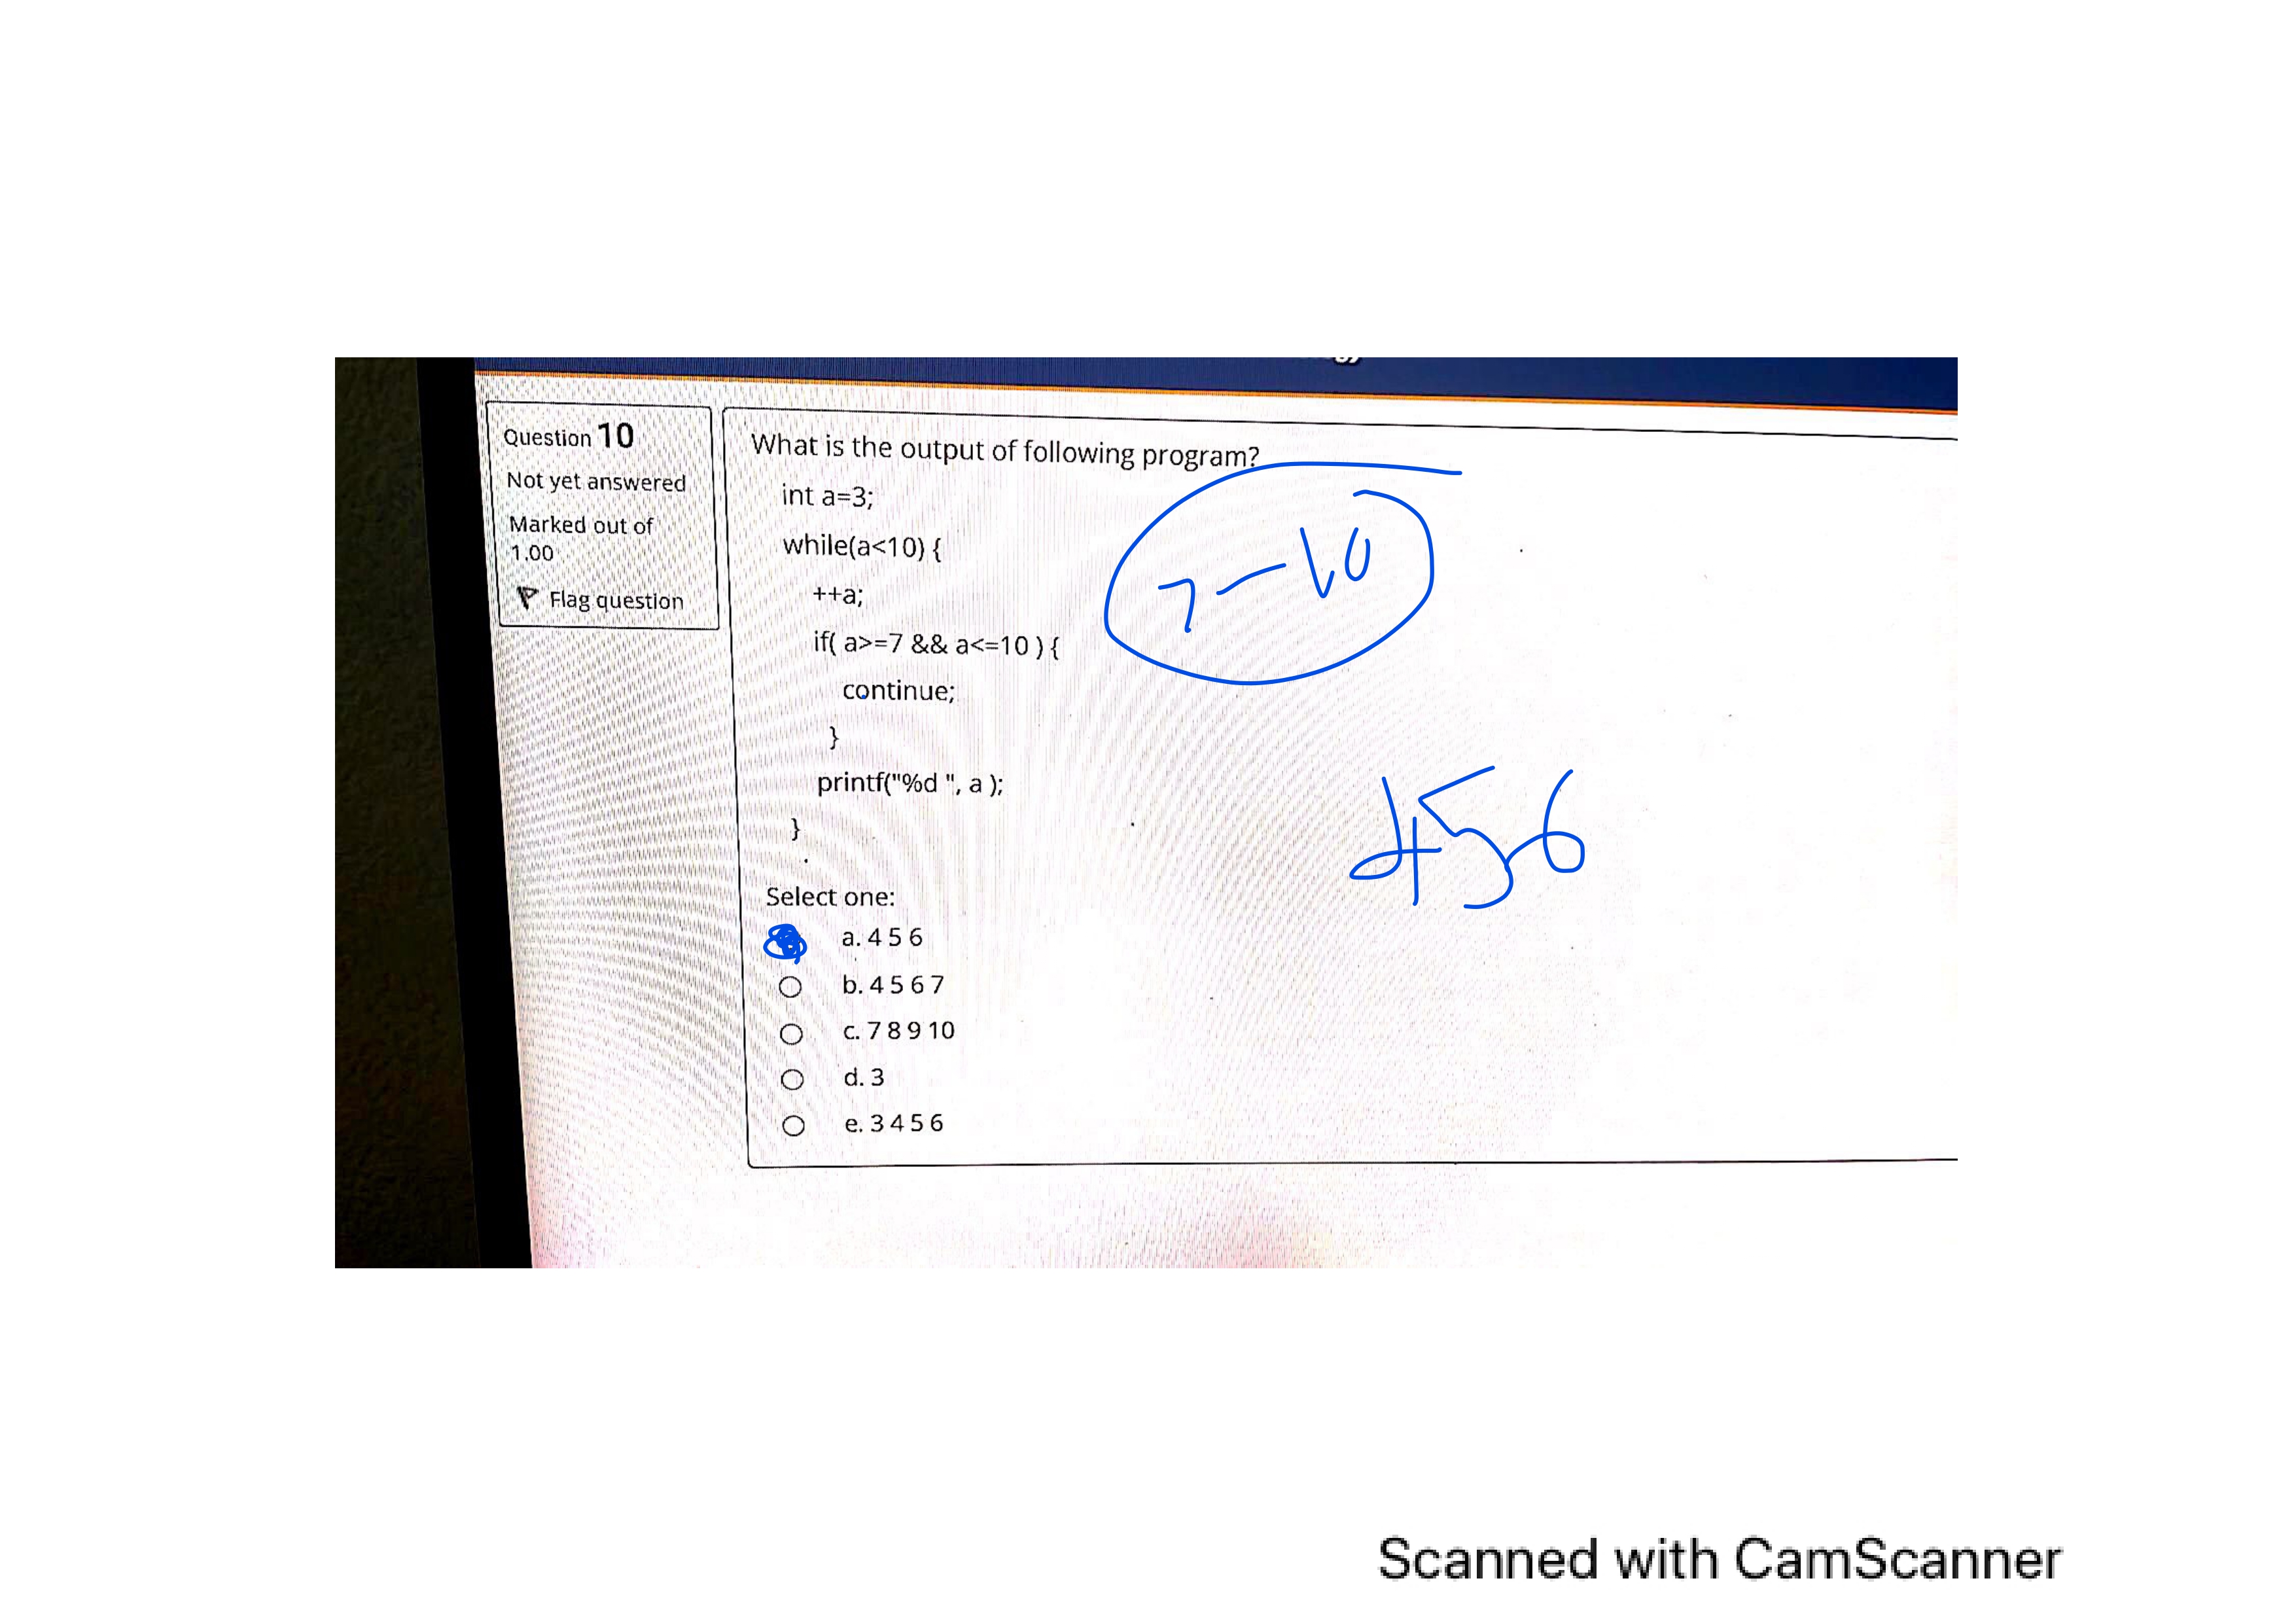 Question 10
Not yet answered
Marked out of
1.00
Flag question
What is the output of following program?
int a=3;
while(a<10) {
++a;
if( a>=7 && a<=10 ) {
continue;
}
printf("%d ", a );
}
7-10
456
Select one:
a. 4 5 6
b. 4 5 6 7
c. 7 8 9 10
d. 3
e. 3 4 5 6
Scanned with CamScanner